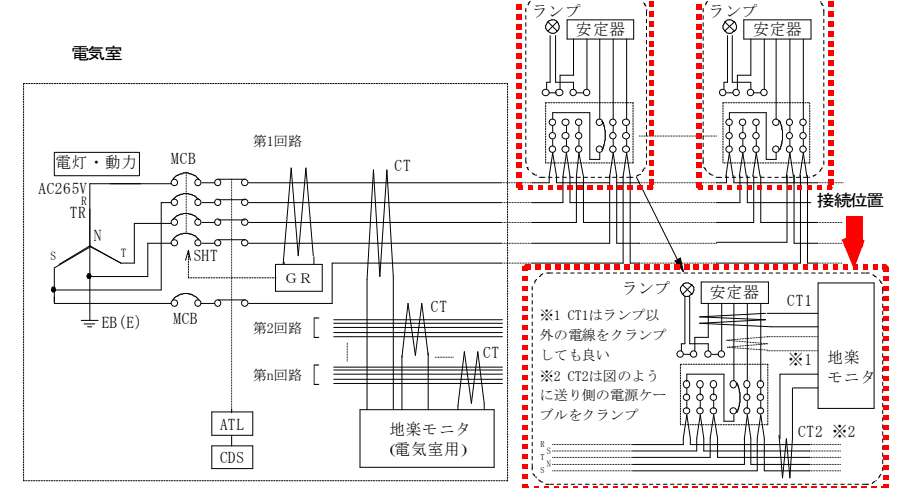 電気室
電灯・動力
AC265V
R
TR
N
S
T
EB(E)
MCB
SHT
MCB
第1回路
GR
CT
第2回路
CT
第n回路
CT
ATL
CDS
地楽モニタ
(電気室用)
ランプ
安定器
ランプ
安定器
接続位置
ランプ
安定器
CT1
※1 CT1はランプ以
外の電線をクランプ
しても良い
※2 CT2は図のよう
に送り側の電源ケー
ブルをクランプ
※1
地楽
モニタ
CT2 ※2
R
S
T
N
S